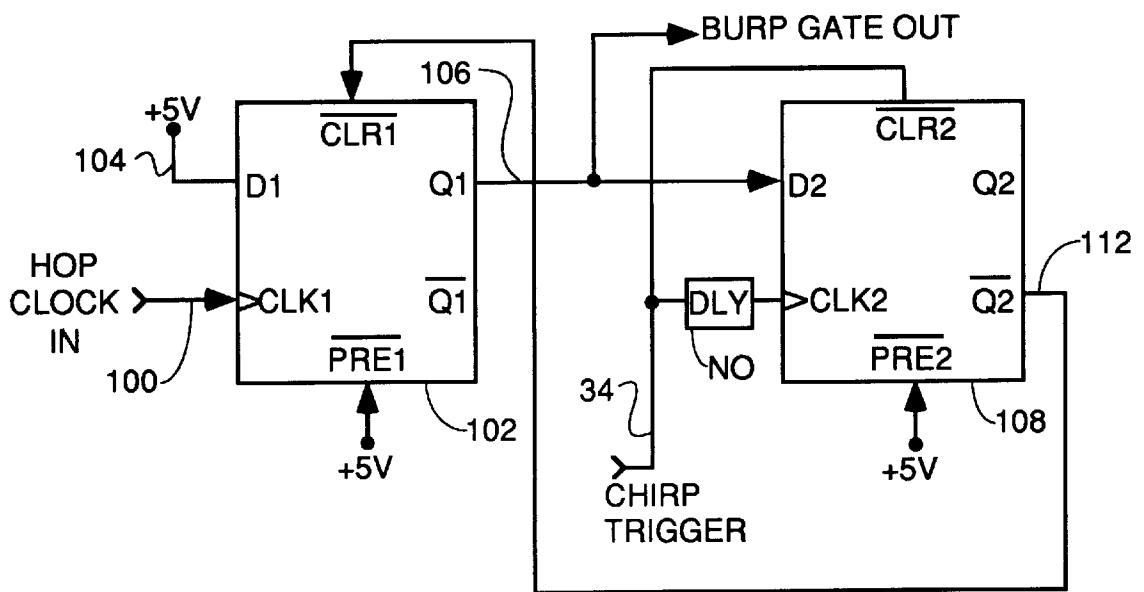 BURP GATE OUT
106
+5V
104
CLR1
CLR2
D1
Q1
D2
Q2
112
HOP
CLOCK
IN
CLK1
Q1
DLY
CLK2
Q2
PRE1
NO
PRE2
100
34
102
108
+5V
+5V
CHIRP
TRIGGER